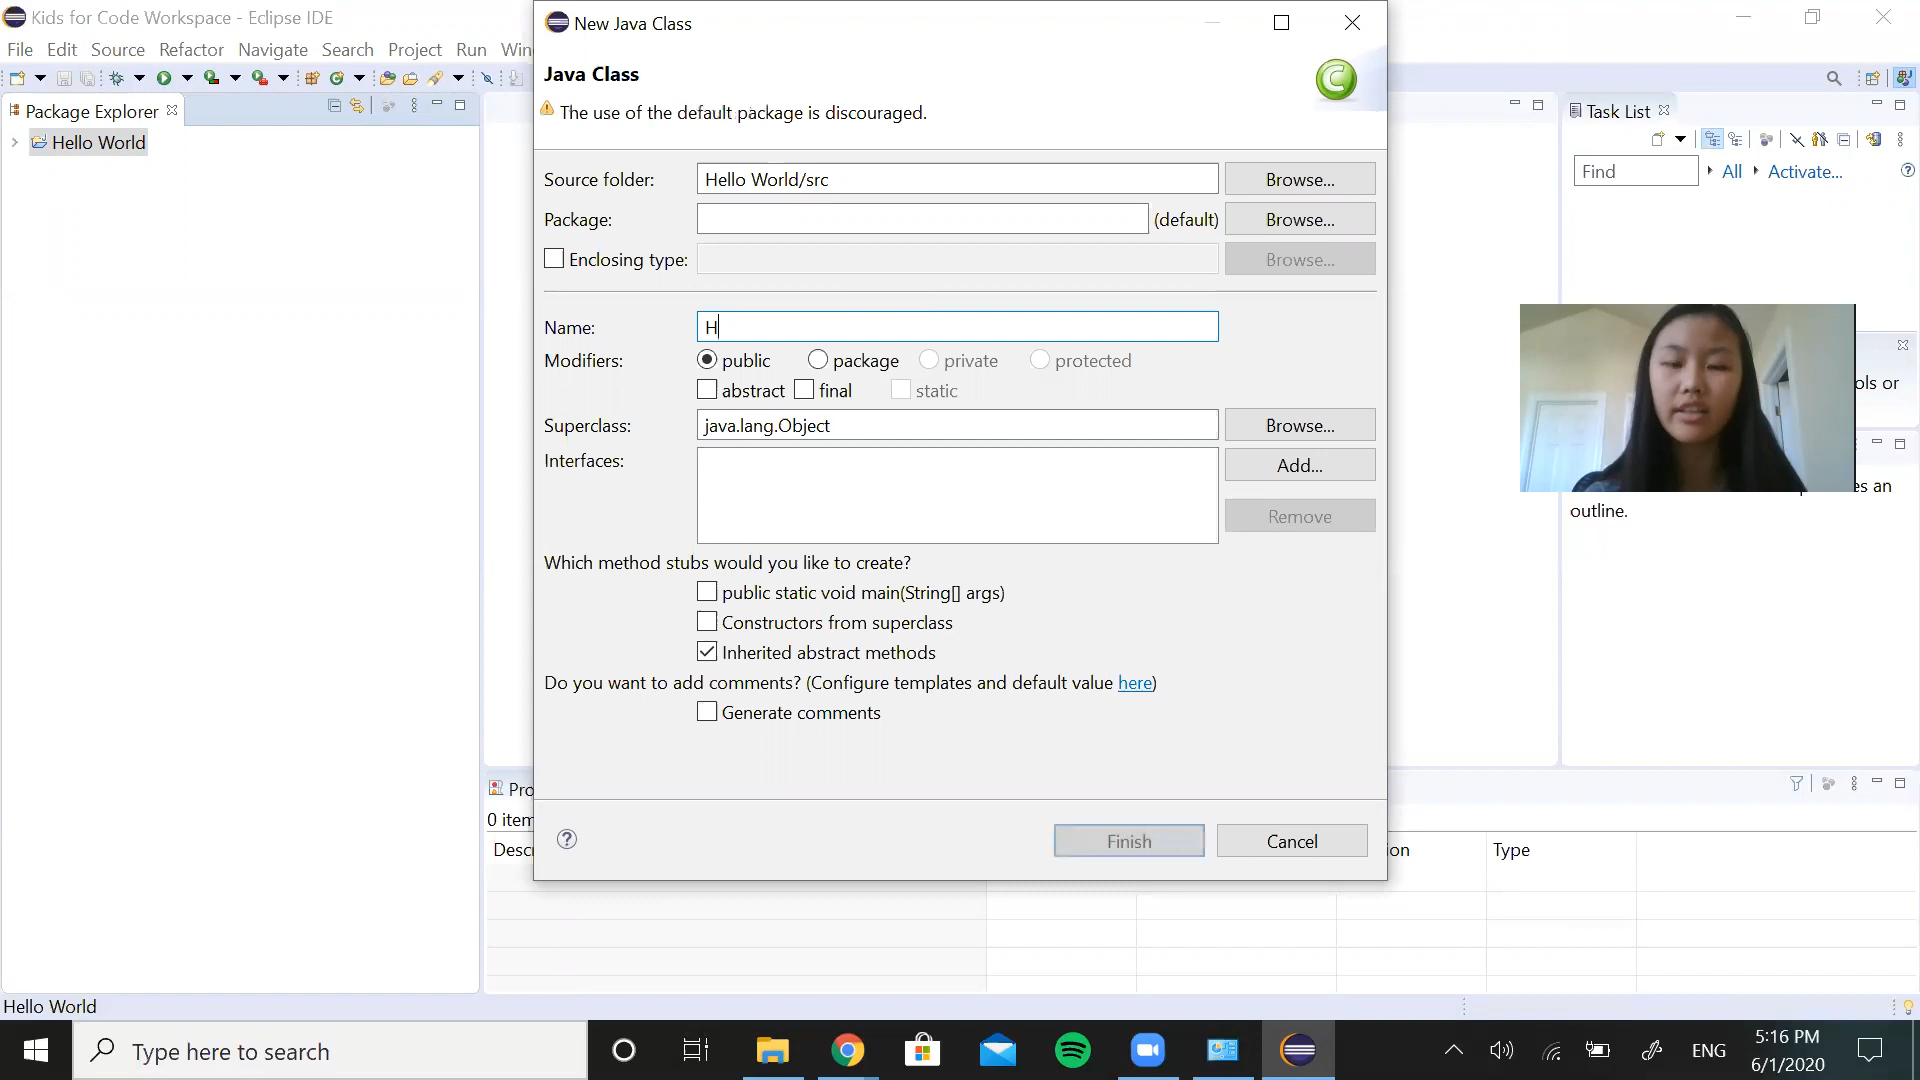 Kids for Code Workspace - Eclipse IDE
File Edit Source Refactor Navigate Search Project Run
Package Explorer
Hello World
New Java Class
Java Class
The use of the default package is discouraged.
Source folder: Hello World/src Browse...
Package: (default) Browse...
Enclosing type: Browse...
Name: H
Modifiers: public package private protected
abstract final static
Superclass: java.lang.Object Browse...
Interfaces: Add...
Remove
Which method stubs would you like to create?
public static void main(String[] args)
Constructors from superclass
Inherited abstract methods
Do you want to add comments? (Configure templates and default value here)
Generate comments
Finish Cancel
Task List
Find All Activate...
or
an
outline.
0
Type
Hello World
Type here to search
ENG
5:16 PM
6/1/2020